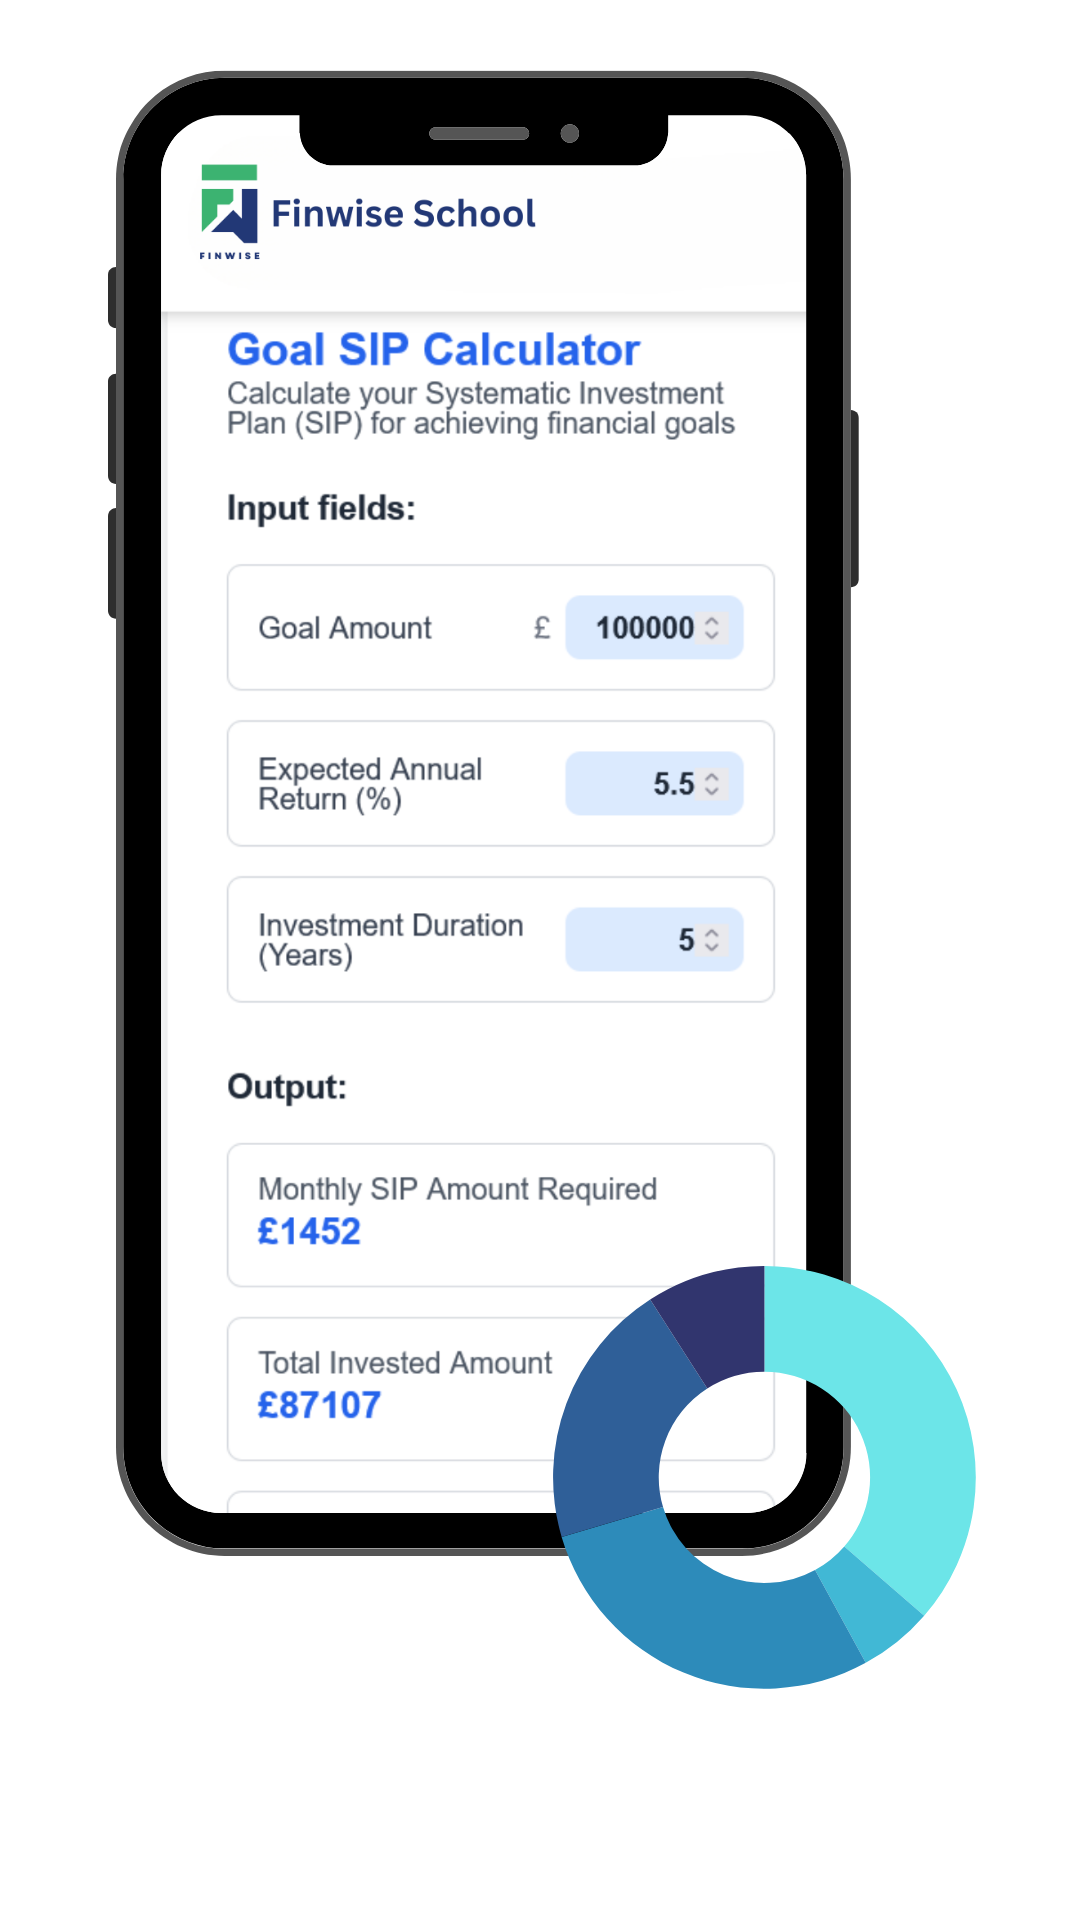 Finwise School
FINWISE
Goal SIP Calculator
Calculate your Systematic Investment
Plan (SIP) for achieving financial goals
Input fields:
Goal Amount £ 100000
Expected Annual
Return (%)
5.5
Investment Duration
(Years)
5
Output:
Monthly SIP Amount Required
£1452
Total Invested Amount
£87107